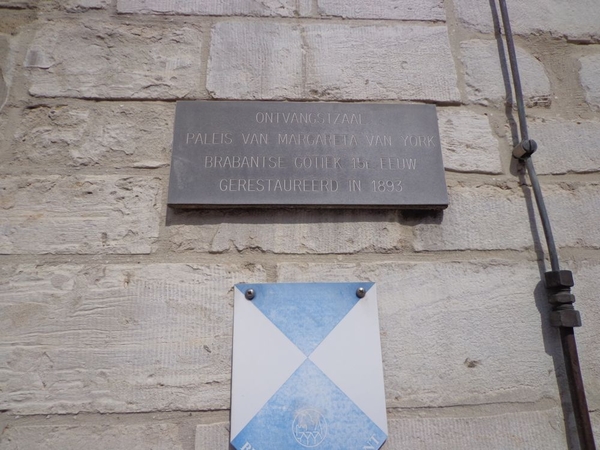 ONTVANGSTZAAL
PALEIS VAN MARGARETA VAN YORK
BRABANTSE GOTIEK 15E EEUW
GERESTAUREERD IN 1893